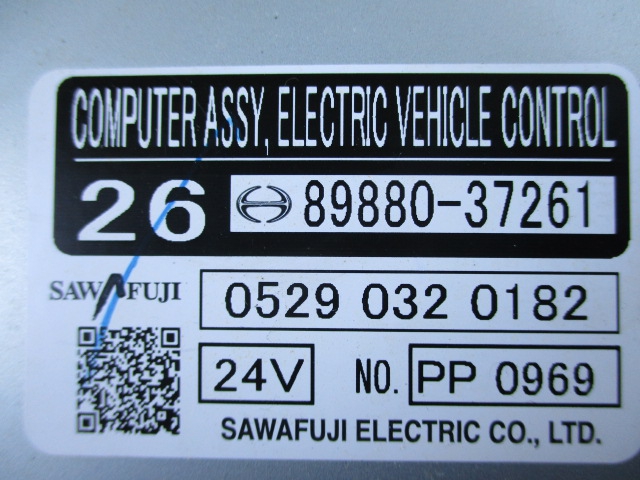 COMPUTER ASSY, ELECTRIC VEHICLE CONTROL
26 89880-37261
SAWAFUJI 0529 032 0182
24V NO. PP 0969
SAWAFUJI ELECTRIC CO., LTD.